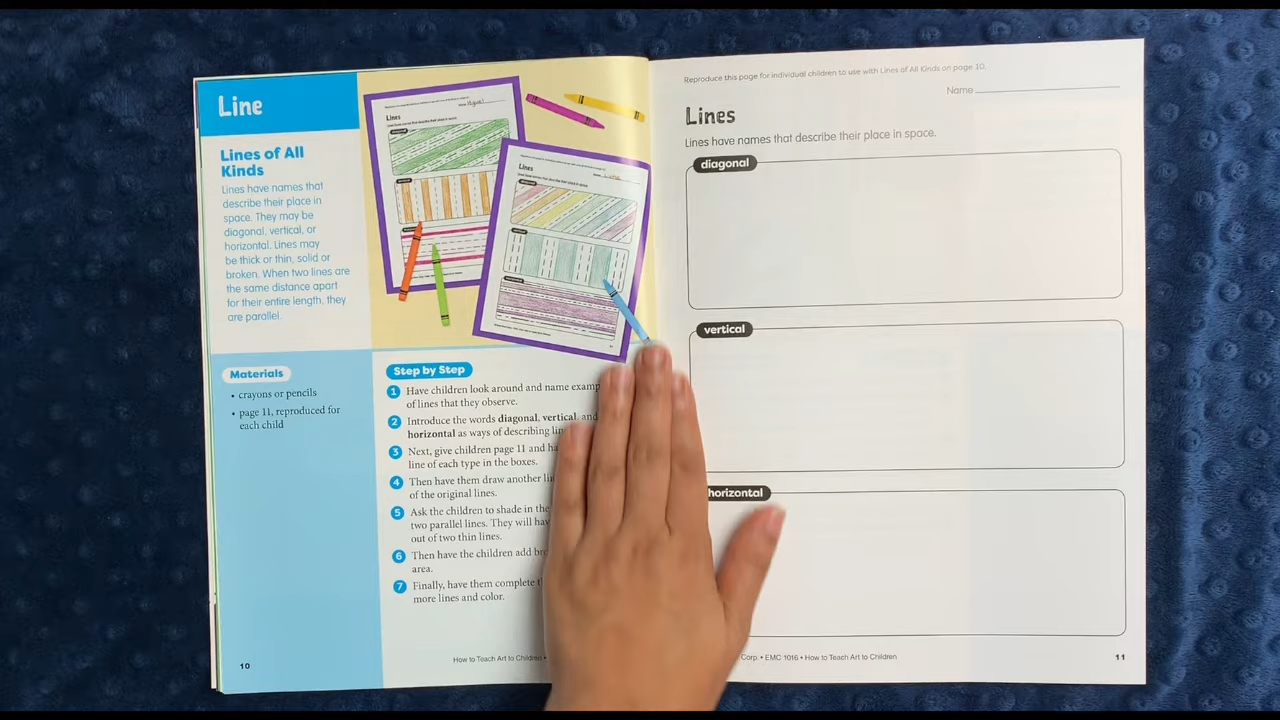 Line
Lines of All
Kinds
Lines have names that
describe their place in
space. They may be
diagonal, vertical, or
horizontal. Lines may
be thick or thin, solid or
broken. When two lines are
the same distance apart
for their entire length, they
are parallel.
Materials
• crayons or pencils
• page 11, reproduced for
each child
Lines
Lines
Step by Step
1 Have children look around and name
of lines that they observe.
2 Introduce the words diagonal, vertical, and
horizontal as ways of describing
3 Next, give children page 11 and
line of each type in the boxes.
4 Then have them draw another
of the original lines.
5 Ask the children to shade in the
two parallel lines. They will
out of two thin lines.
6 Then have the children add
area.
7 Finally, have them complete
more lines and color.
10
How to Teach Art to Children •
Reproduce this page for individual children to use with Lines of All Kinds on page 10.
Name
Lines
Lines have names that describe their place in space.
diagonal
vertical
horizontal
Corp. • EMC 1016 • How to Teach Art to Children
11